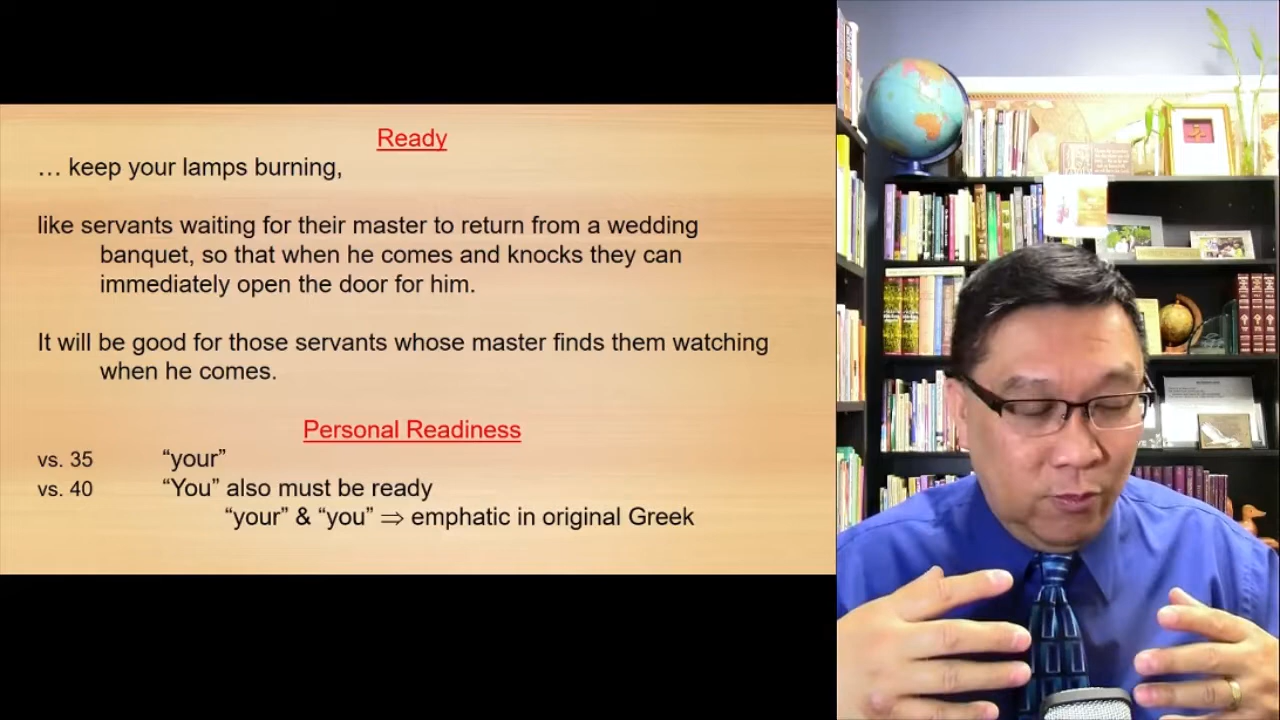 Ready
… keep your lamps burning,
like servants waiting for their master to return from a wedding
banquet, so that when he comes and knocks they can
immediately open the door for him.
It will be good for those servants whose master finds them watching
when he comes.
Personal Readiness
vs. 35 “your”
vs. 40 “You” also must be ready
“your” & “you” ⇒ emphatic in original Greek